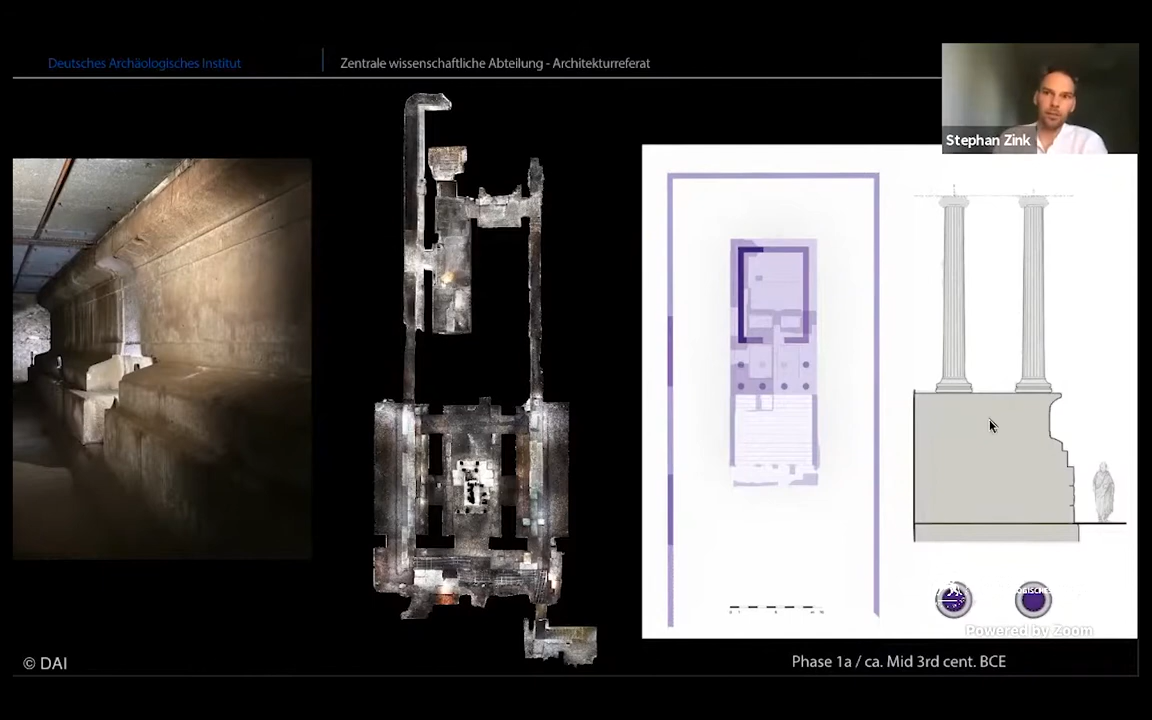 Deutsches Archäologisches Institut
Zentrale wissenschaftliche Abteilung - Architekturreferat
Stephan Zink
Powered by Zoom
© DAI
Phase 1a / ca. Mid 3rd cent. BCE